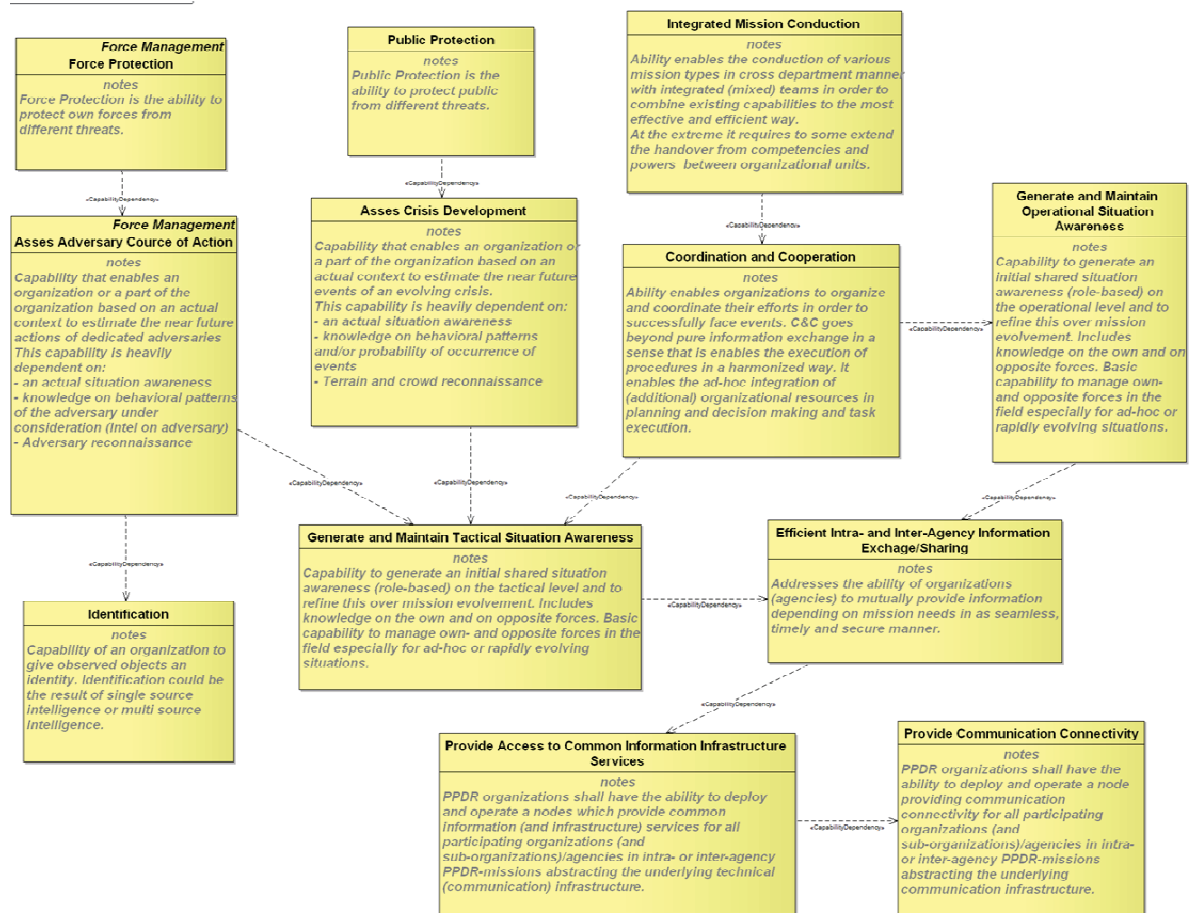 Force Management
Force Protection
notes
Force Protection is the ability to
protect own forces from
different threats.
Public Protection
notes
Public Protection is the
ability to protect public
from different threats.
Integrated Mission Conduction
notes
Ability enables the conduction of various
mission types in cross department manner
with integrated (mixed) teams in order to
combine existing capabilities to the most
effective and efficient way.
At the extreme it requires to some extend
the handover from competencies and
powers between organizational units.
«CapabilityDependency»
«CapabilityDependency»
«CapabilityDependency»
Force Management
Asses Adversary Cource of Action
notes
Capability that enables an
organization or a part of the
organization based on an actual
context to estimate the near future
actions of dedicated adversaries
This capability is heavily
dependent on:
- an actual situation awareness
- knowledge on behavioral patterns
of the adversary under
consideration (Intel on adversary)
- Adversary reconnaissance
Asses Crisis Development
notes
Capability that enables an organization or
a part of the organization based on an
actual context to estimate the near future
events of an evolving crisis.
This capability is heavily dependent on:
- an actual situation awareness
- knowledge on behavioral patterns
and/or probability of occurrence of
events
- Terrain and crowd reconnaissance
Coordination and Cooperation
notes
Ability enables organizations to organize
and coordinate their efforts in order to
successfully face events. C&C goes
beyond pure information exchange in a
sense that is enables the execution of
procedures in a harmonized way. It
enables the ad-hoc integration of
(additional) organizational resources in
planning and decision making and task
execution.
«CapabilityDependency»
Generate and Maintain
Operational Situation
Awareness
notes
Capability to generate an
initial shared situation
awareness (role-based) on
the operational level and to
refine this over mission
evolvement. Includes
knowledge on the own and on
opposite forces. Basic
capability to manage own-
and opposite forces in the
field especially for ad-hoc or
rapidly evolving situations.
«CapabilityDependency»
«CapabilityDependency»
«CapabilityDependency»
«CapabilityDependency»
«CapabilityDependency»
Identification
notes
Capability of an organization to
give observed objects an
identity. Identification could be
the result of single source
intelligence or multi source
intelligence.
Generate and Maintain Tactical Situation Awareness
notes
Capability to generate an initial shared situation
awareness (role-based) on the tactical level and to
refine this over mission evolvement. Includes
knowledge on the own and on opposite forces. Basic
capability to manage own- and opposite forces in the
field especially for ad-hoc or rapidly evolving
situations.
«CapabilityDependency»
Efficient Intra- and Inter-Agency Information
Exchage/Sharing
notes
Addresses the ability of organizations
(agencies) to mutually provide information
depending on mission needs in as seamless,
timely and secure manner.
«CapabilityDependency»
Provide Access to Common Information Infrastructure
Services
notes
PPDR organizations shall have the ability to deploy
and operate a nodes which provide common
information (and infrastructure) services for all
participating organizations (and
sub-organizations)/agencies in intra- or inter-agency
PPDR-missions abstracting the underlying technical
(communication) infrastructure.
«CapabilityDependency»
Provide Communication Connectivity
notes
PPDR organizations shall have the
ability to deploy and operate a node
providing communication
connectivity for all participating
organizations (and
sub-organizations)/agencies in intra-
or inter-agency PPDR-missions
abstracting the underlying
communication infrastructure.